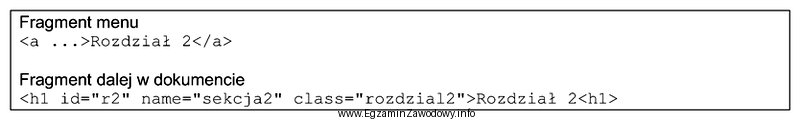 Fragment menu
<a ...>Rozdział 2</a>
Fragment dalej w dokumencie
<h1 id="r2" name="sekcja2" class="rozdzial2">Rozdział 2<h1>
www.EgzaminZawodowy.info